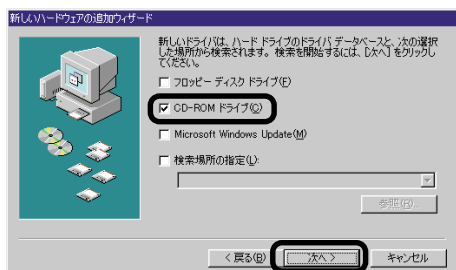 新しいハードウェアの追加ウィザード
新しいドライバは、ハード ドライブのドライバ データベースと、次の選択
した場所から検索されます。検索を開始するには、[次へ] をクリックし
てください。
フロッピー ディスク ドライブ(F)
CD-ROM ドライブ(C)
Microsoft Windows Update(M)
検索場所の指定(L):
参照(R)...
< 戻る(B)
次へ >
キャンセル